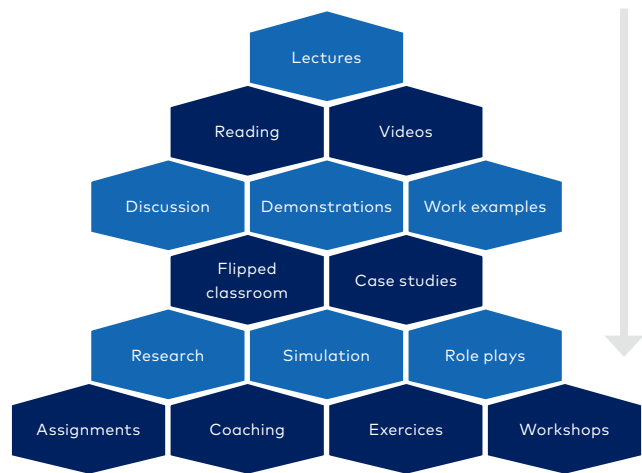 Lectures
Reading
Videos
Discussion
Demonstrations
Work examples
Flipped
classroom
Case studies
Research
Simulation
Role plays
Assignments
Coaching
Exercices
Workshops